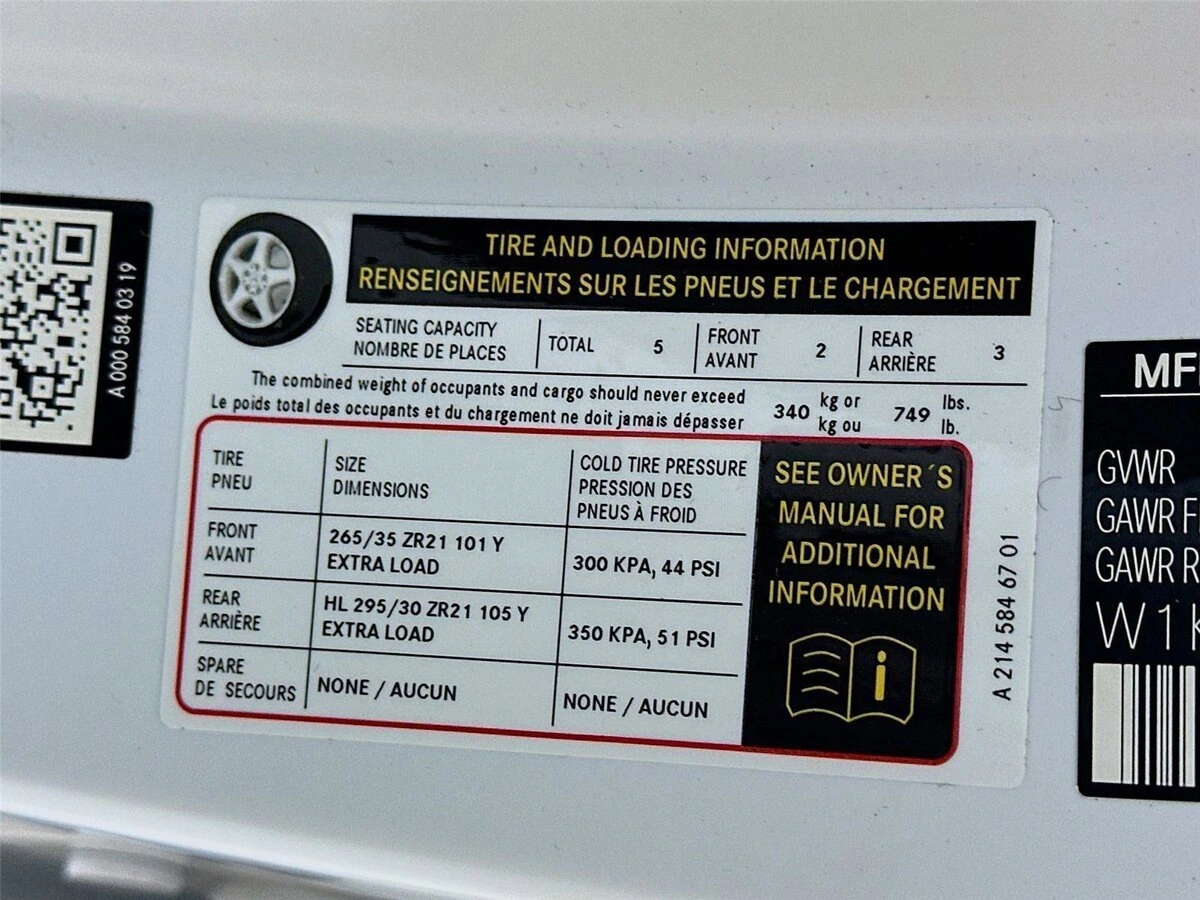 A 000 584 03 19
TIRE AND LOADING INFORMATION
RENSEIGNEMENTS SUR LES PNEUS ET LE CHARGEMENT
SEATING CAPACITY
NOMBRE DE PLACES
TOTAL 5
FRONT
AVANT
2
REAR
ARRIÈRE
3
The combined weight of occupants and cargo should never exceed
Le poids total des occupants et du chargement ne doit jamais dépasser
340
kg or
kg ou
749
lbs.
lb.
TIRE
PNEU
SIZE
DIMENSIONS
COLD TIRE PRESSURE
PRESSION DES
PNEUS À FROID
FRONT
AVANT
265/35 ZR21 101 Y
EXTRA LOAD
300 KPA, 44 PSI
REAR
ARRIÈRE
HL 295/30 ZR21 105 Y
EXTRA LOAD
350 KPA, 51 PSI
SPARE
DE SECOURS
NONE / AUCUN
NONE / AUCUN
SEE OWNER´S
MANUAL FOR
ADDITIONAL
INFORMATION
i
A 214 584 67 01
GVWR
GAWR F
GAWR R
W1